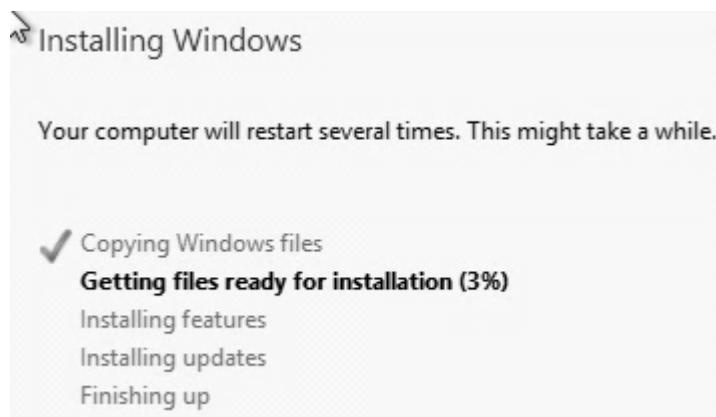 Installing Windows
Your computer will restart several times. This might take a while.
Copying Windows files
Getting files ready for installation (3%)
Installing features
Installing updates
Finishing up